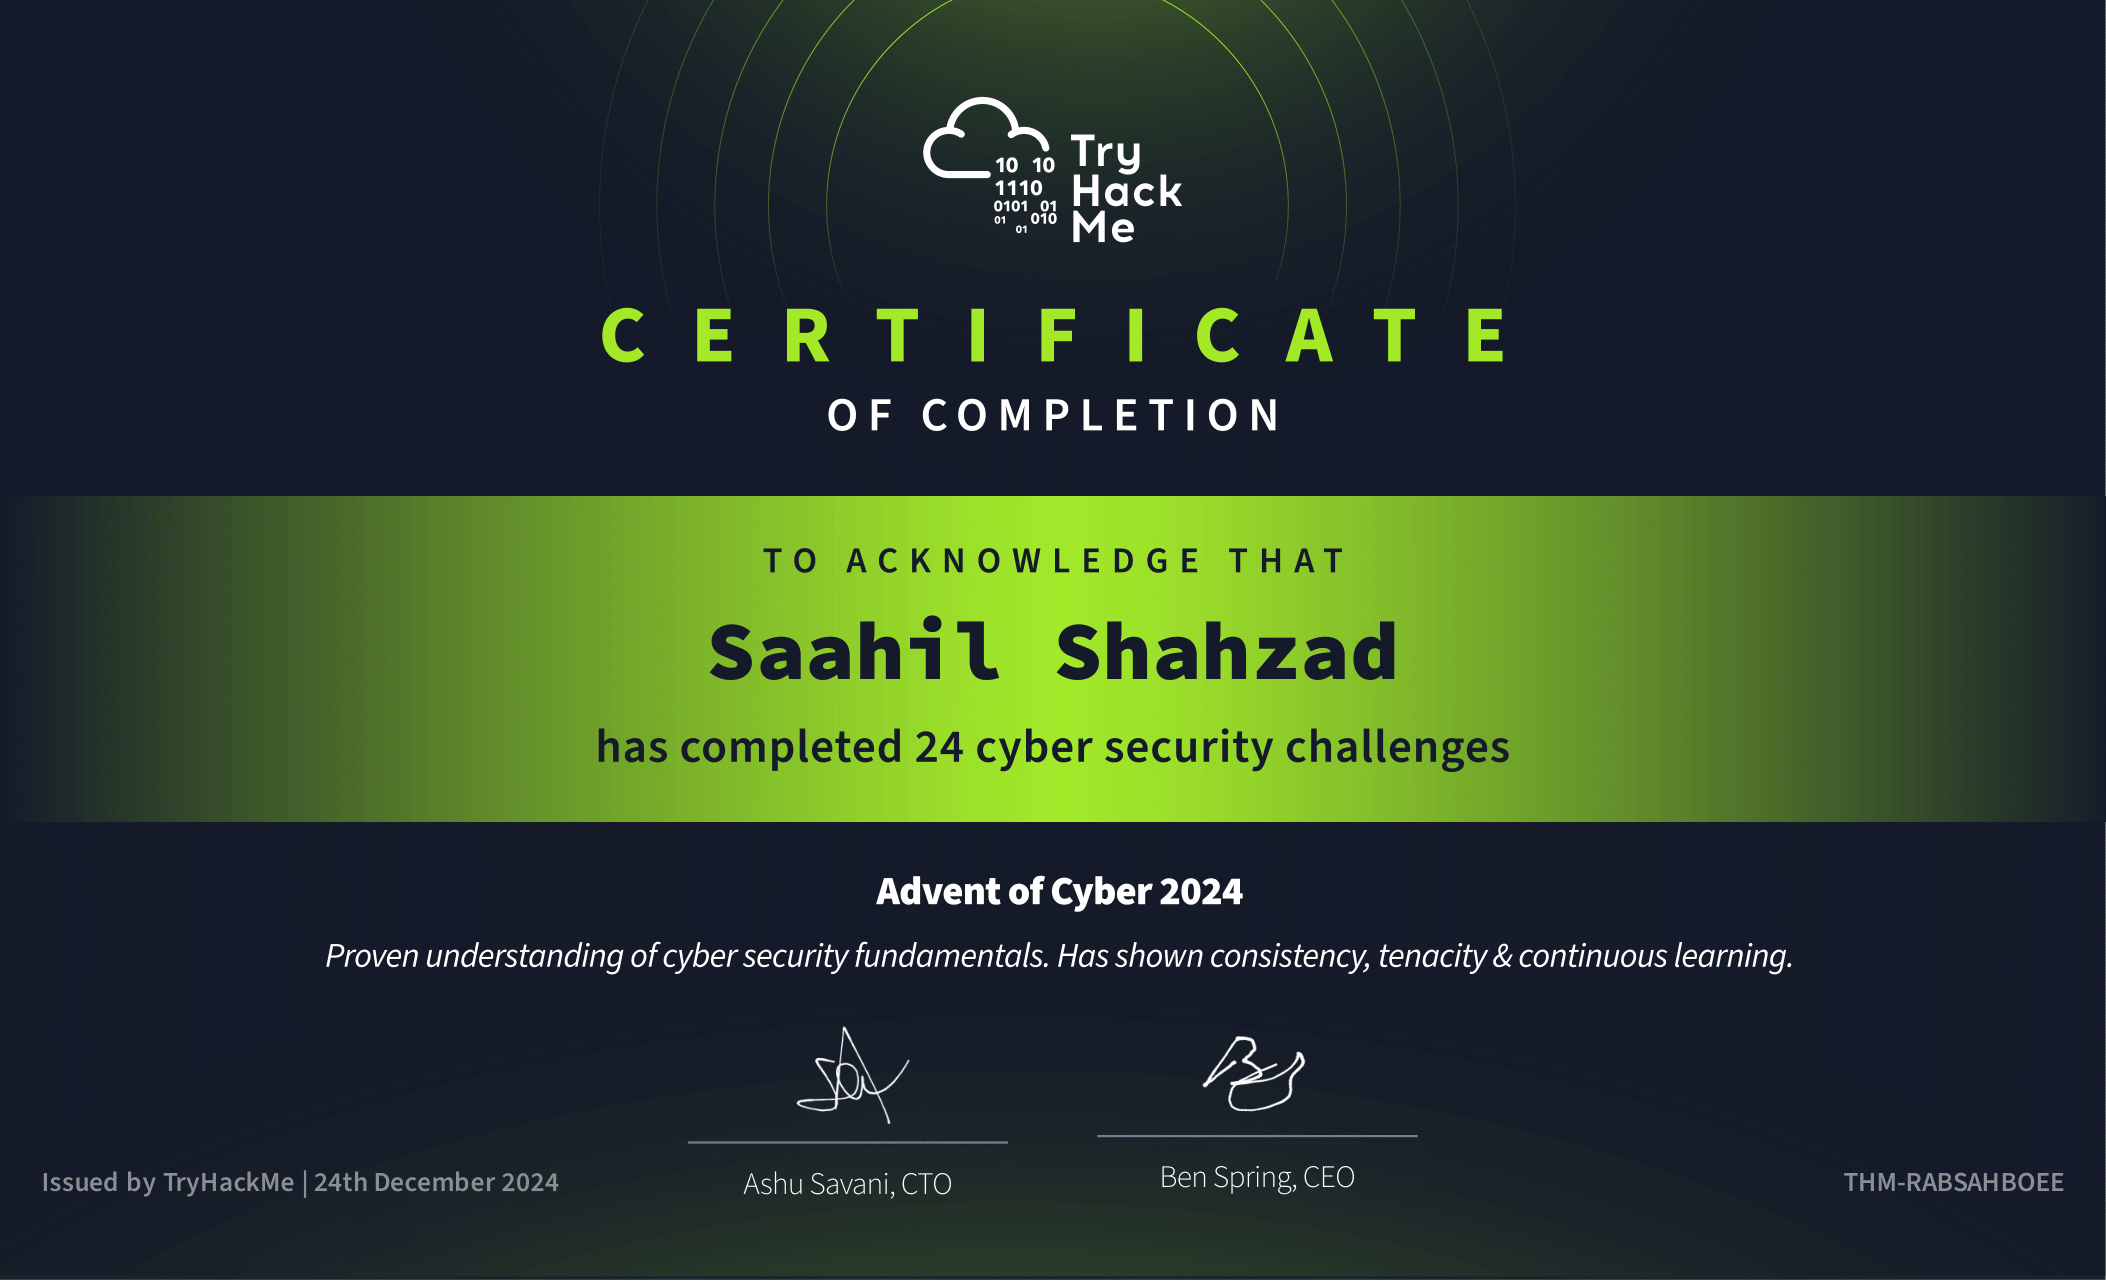 10 10
1110
0101 01
01 010
01
Try
Hack
Me
CERTIFICATE
OF COMPLETION
TO ACKNOWLEDGE THAT
Saahil Shahzad
has completed 24 cyber security challenges
Advent of Cyber 2024
Proven understanding of cyber security fundamentals. Has shown consistency, tenacity & continuous learning.
Ashu Savani, CTO
Ben Spring, CEO
Issued by TryHackMe | 24th December 2024
THM-RABSAHBOEE